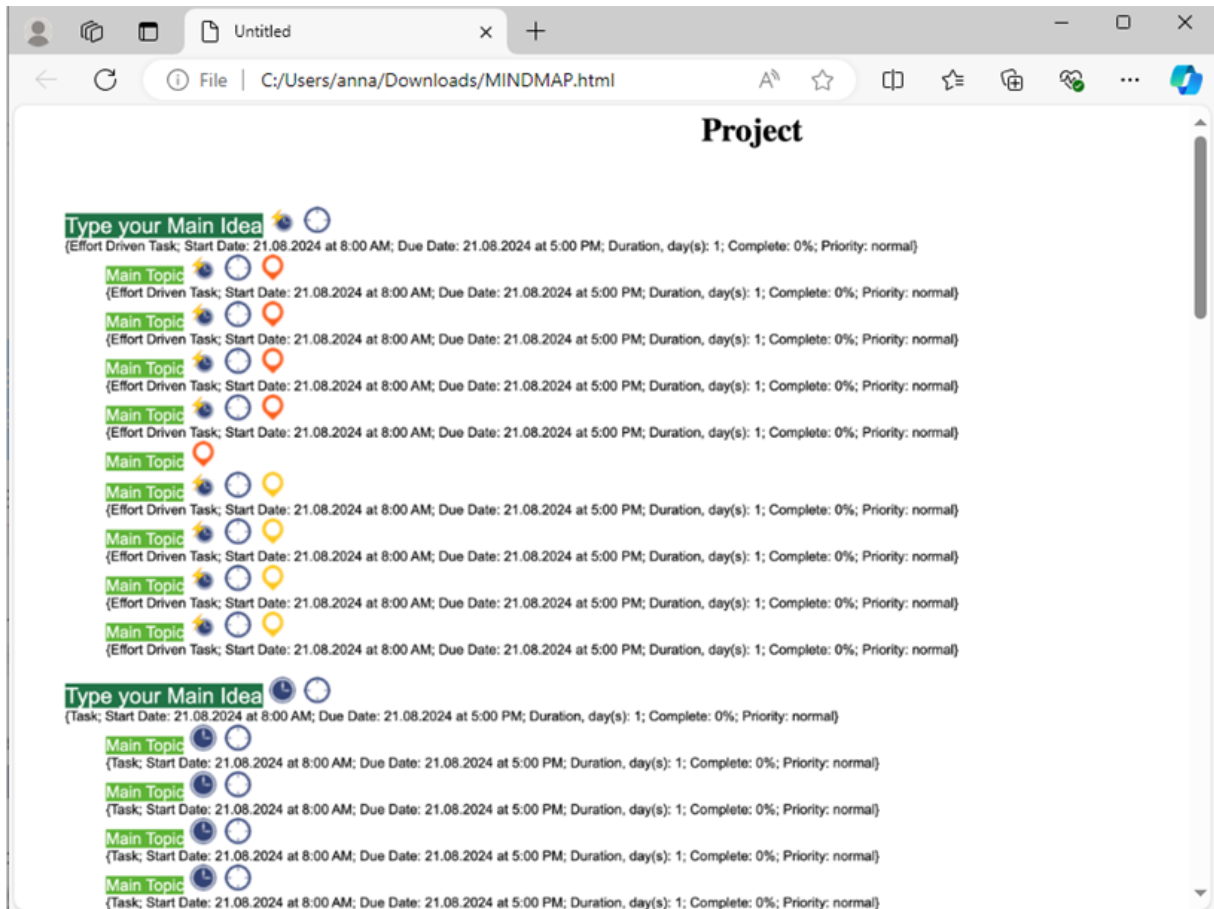 Untitled
File | C:/Users/anna/Downloads/MINDMAP.html
Project
Type your Main Idea
{Effort Driven Task; Start Date: 21.08.2024 at 8:00 AM; Due Date: 21.08.2024 at 5:00 PM; Duration, day(s): 1; Complete: 0%; Priority: normal}
Main Topic
{Effort Driven Task; Start Date: 21.08.2024 at 8:00 AM; Due Date: 21.08.2024 at 5:00 PM; Duration, day(s): 1; Complete: 0%; Priority: normal}
Main Topic
{Effort Driven Task; Start Date: 21.08.2024 at 8:00 AM; Due Date: 21.08.2024 at 5:00 PM; Duration, day(s): 1; Complete: 0%; Priority: normal}
Main Topic
{Effort Driven Task; Start Date: 21.08.2024 at 8:00 AM; Due Date: 21.08.2024 at 5:00 PM; Duration, day(s): 1; Complete: 0%; Priority: normal}
Main Topic
{Effort Driven Task; Start Date: 21.08.2024 at 8:00 AM; Due Date: 21.08.2024 at 5:00 PM; Duration, day(s): 1; Complete: 0%; Priority: normal}
Main Topic
Main Topic
{Effort Driven Task; Start Date: 21.08.2024 at 8:00 AM; Due Date: 21.08.2024 at 5:00 PM; Duration, day(s): 1; Complete: 0%; Priority: normal}
Main Topic
{Effort Driven Task; Start Date: 21.08.2024 at 8:00 AM; Due Date: 21.08.2024 at 5:00 PM; Duration, day(s): 1; Complete: 0%; Priority: normal}
Main Topic
{Effort Driven Task; Start Date: 21.08.2024 at 8:00 AM; Due Date: 21.08.2024 at 5:00 PM; Duration, day(s): 1; Complete: 0%; Priority: normal}
Main Topic
{Effort Driven Task; Start Date: 21.08.2024 at 8:00 AM; Due Date: 21.08.2024 at 5:00 PM; Duration, day(s): 1; Complete: 0%; Priority: normal}
Type your Main Idea
{Task; Start Date: 21.08.2024 at 8:00 AM; Due Date: 21.08.2024 at 5:00 PM; Duration, day(s): 1; Complete: 0%; Priority: normal}
Main Topic
{Task; Start Date: 21.08.2024 at 8:00 AM; Due Date: 21.08.2024 at 5:00 PM; Duration, day(s): 1; Complete: 0%; Priority: normal}
Main Topic
{Task; Start Date: 21.08.2024 at 8:00 AM; Due Date: 21.08.2024 at 5:00 PM; Duration, day(s): 1; Complete: 0%; Priority: normal}
Main Topic
{Task; Start Date: 21.08.2024 at 8:00 AM; Due Date: 21.08.2024 at 5:00 PM; Duration, day(s): 1; Complete: 0%; Priority: normal}
Main Topic
{Task; Start Date: 21.08.2024 at 8:00 AM; Due Date: 21.08.2024 at 5:00 PM; Duration, day(s): 1; Complete: 0%; Priority: normal}